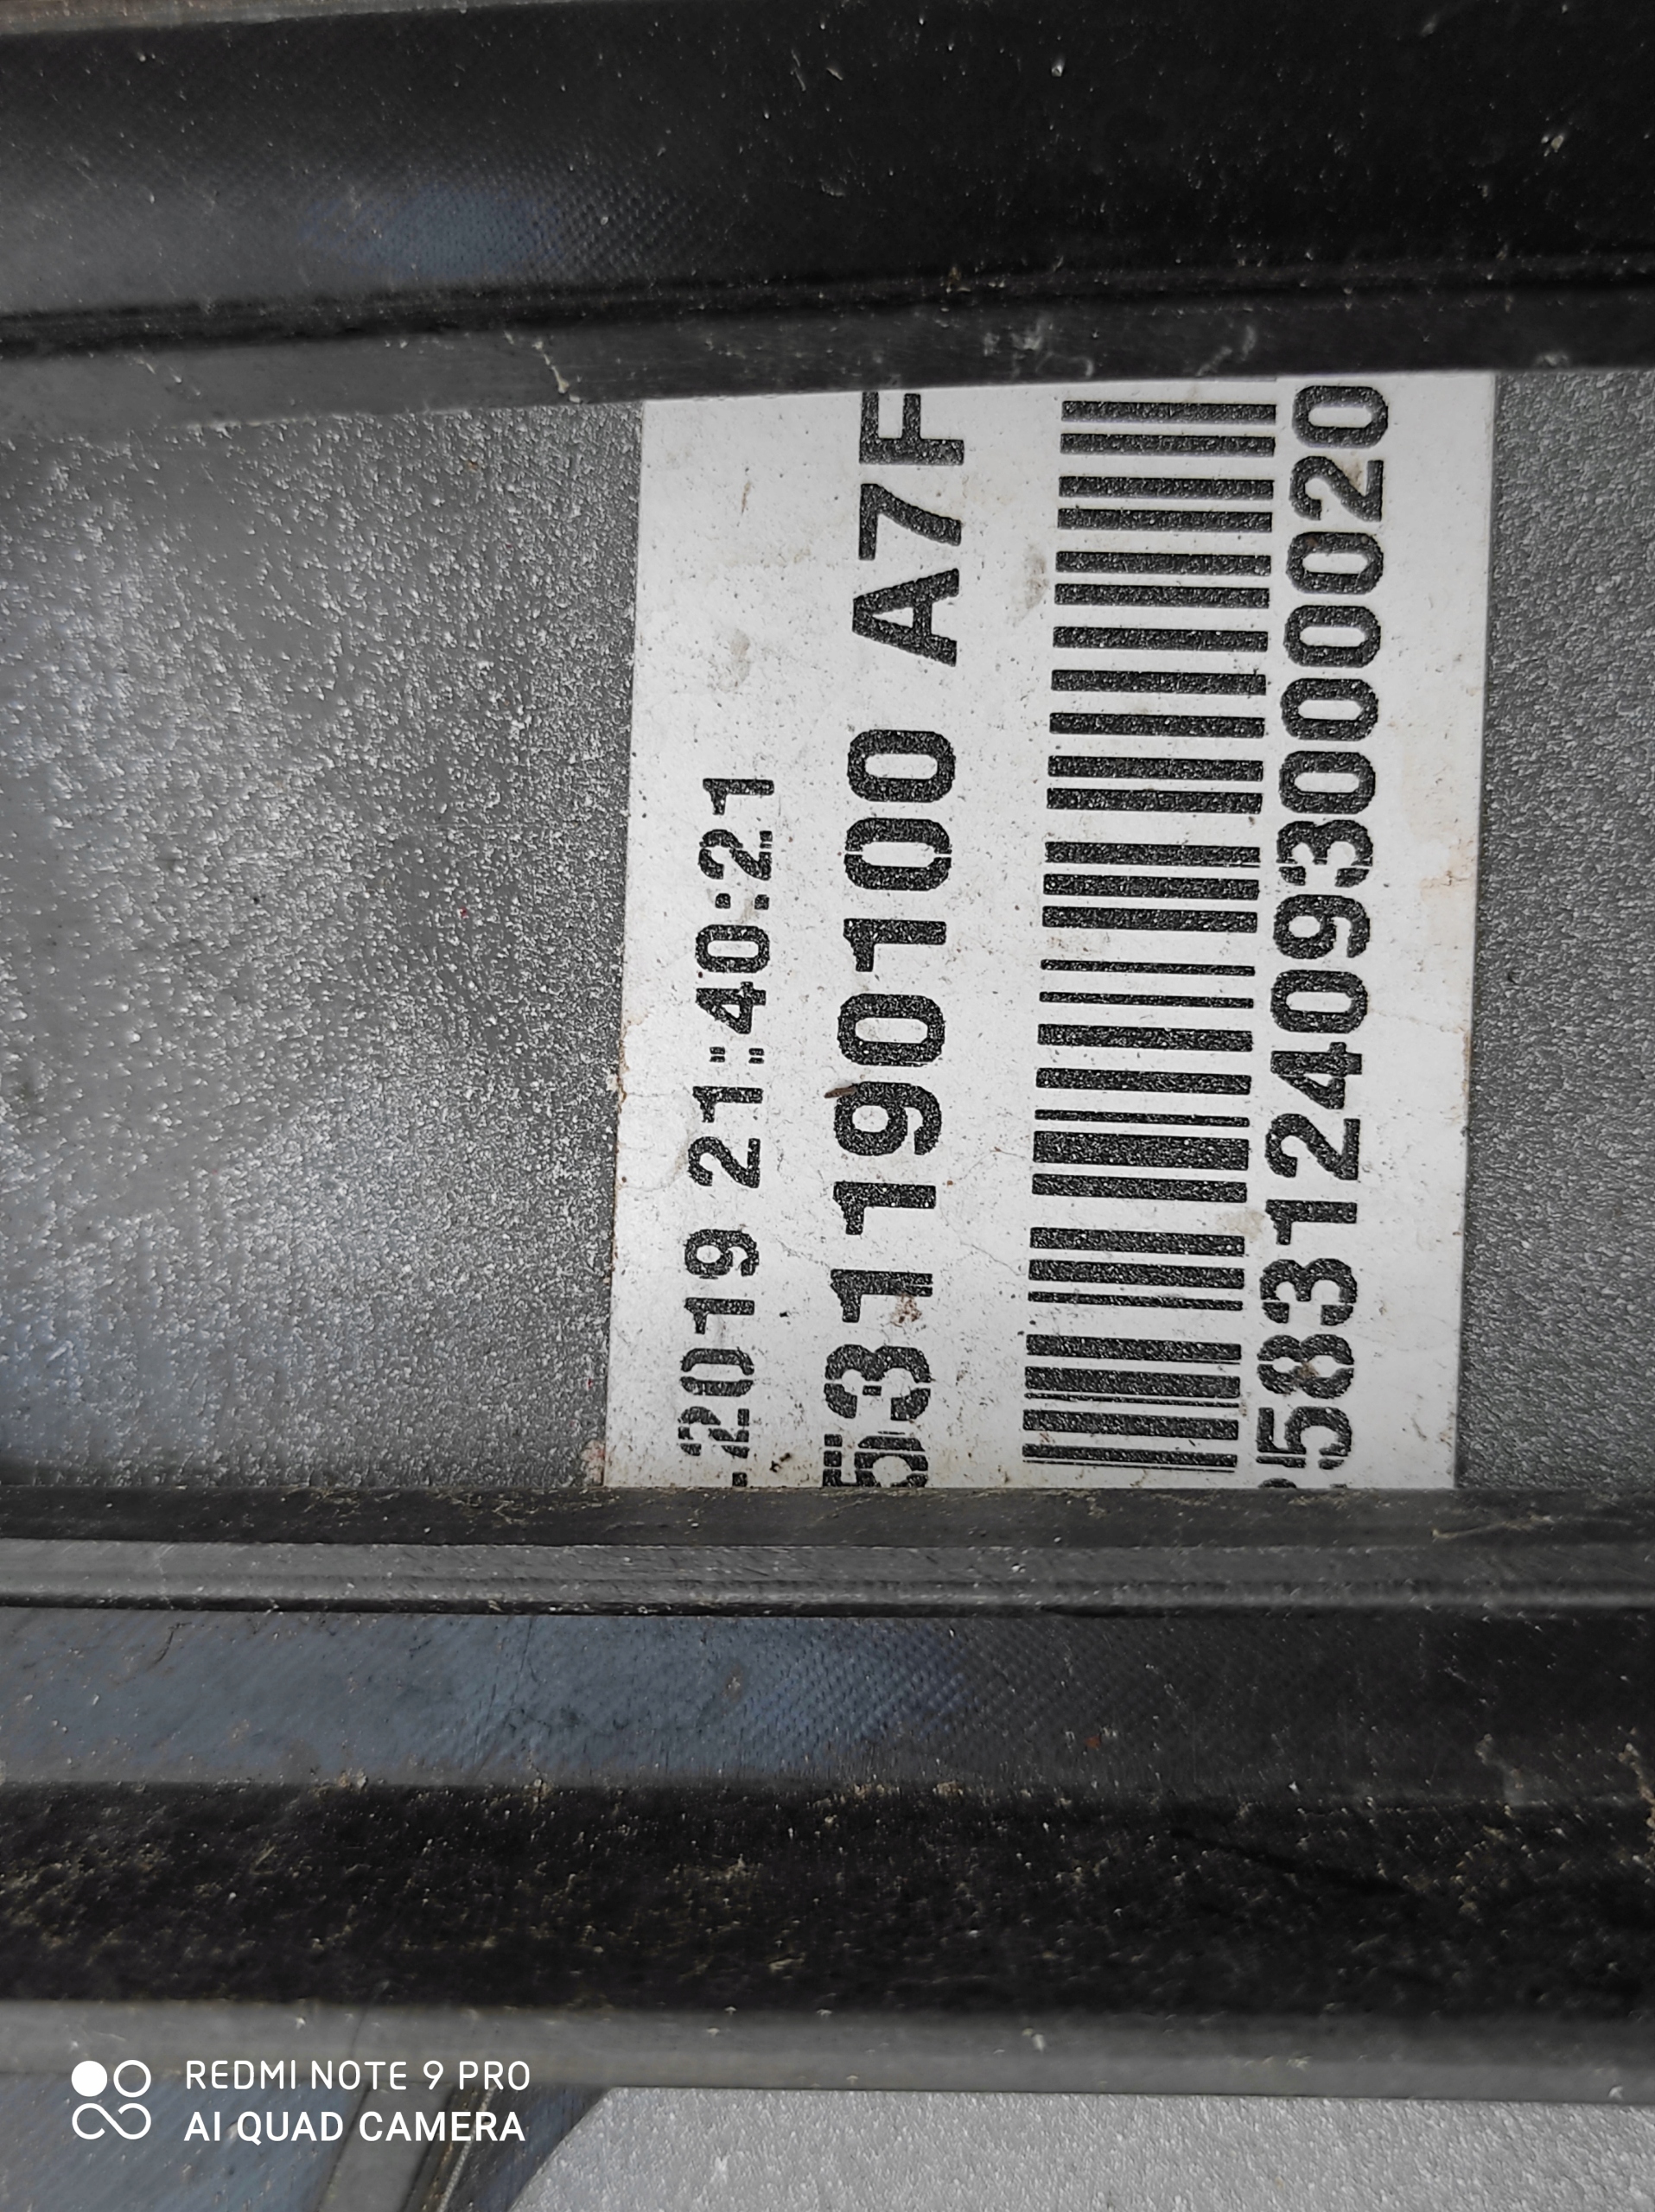 .2019 21:40:21
531190100 A7F
583124093000020
REDMI NOTE 9 PRO
AI QUAD CAMERA